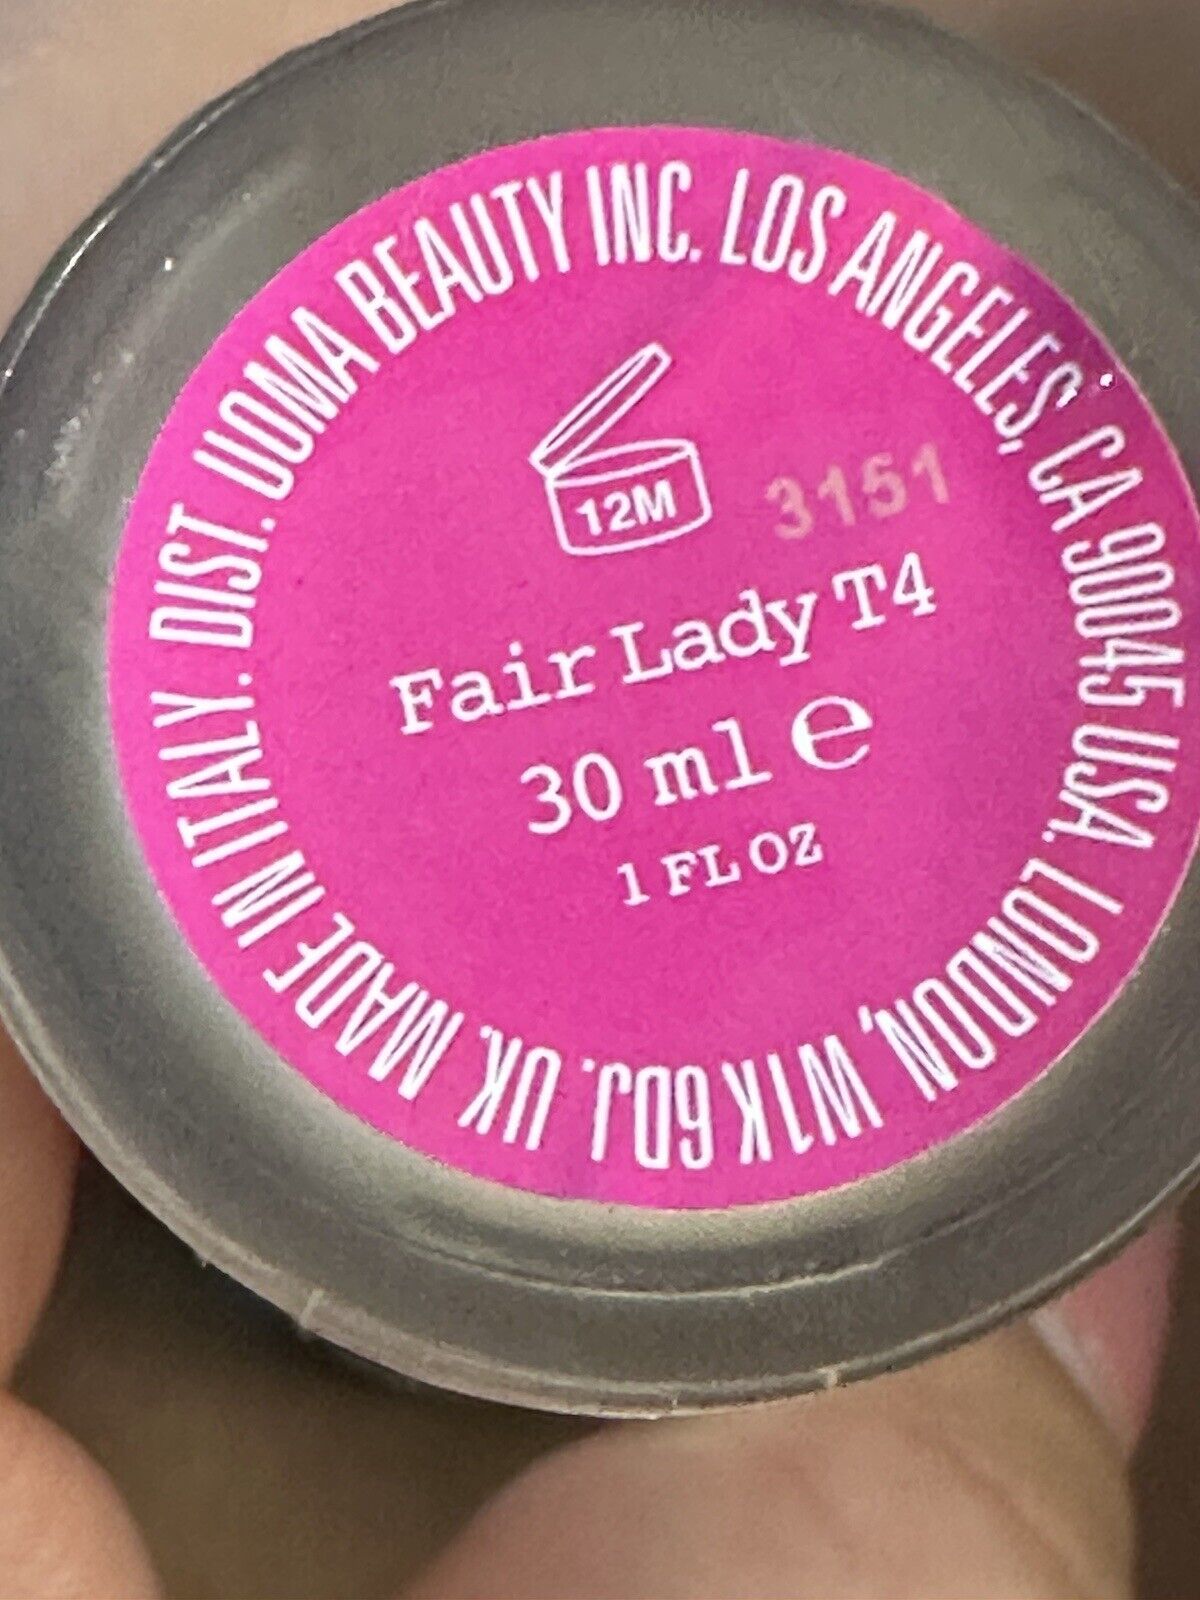 DIST. UOMA BEAUTY INC. LOS ANGELES, CA 90045 USA. LONDON, W1K 6DJ. UK. MADE IN ITALY.
12M
3151
Fair Lady T4
30 ml e
1 FL OZ